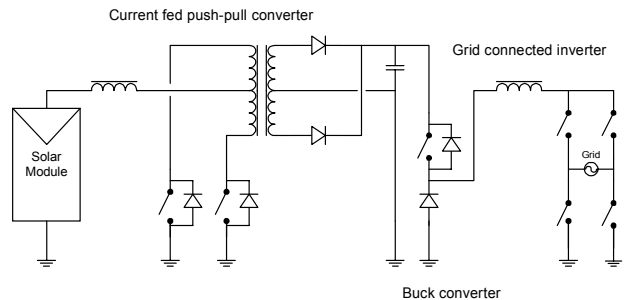 Current fed push-pull converter
Grid connected inverter
Solar
Module
Grid
Buck converter